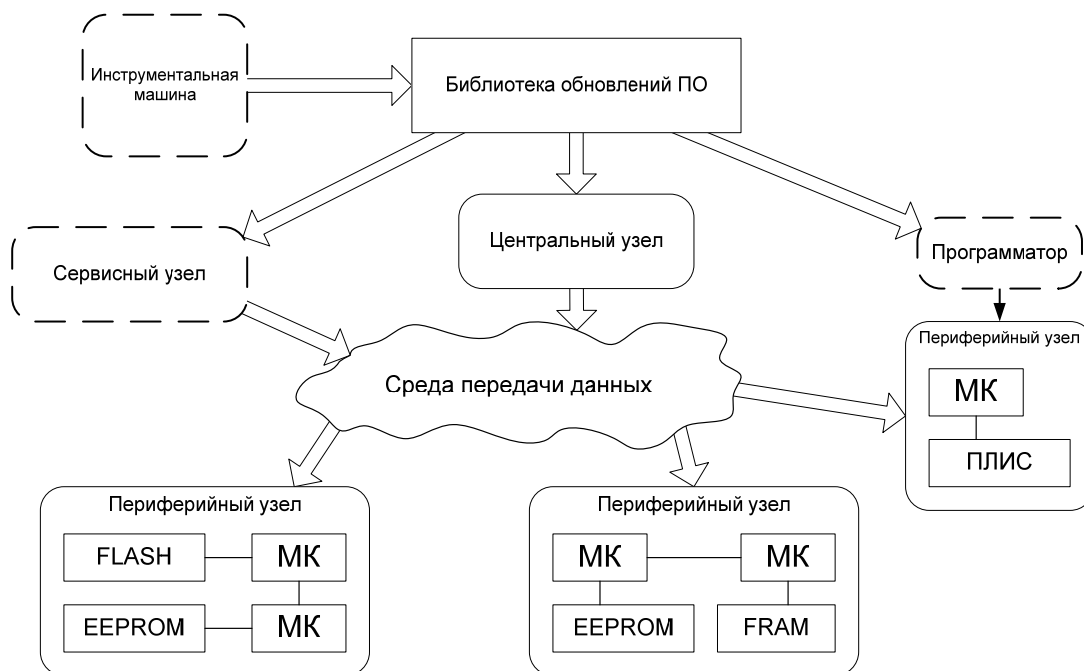 Инструментальная
машина
Библиотека обновлений ПО
Сервисный узел
Центральный узел
Программатор
Среда передачи данных
Периферийный узел
МК
ПЛИС
Периферийный узел
FLASH
МК
EEPROM
МК
Периферийный узел
МК
МК
EEPROM
FRAM